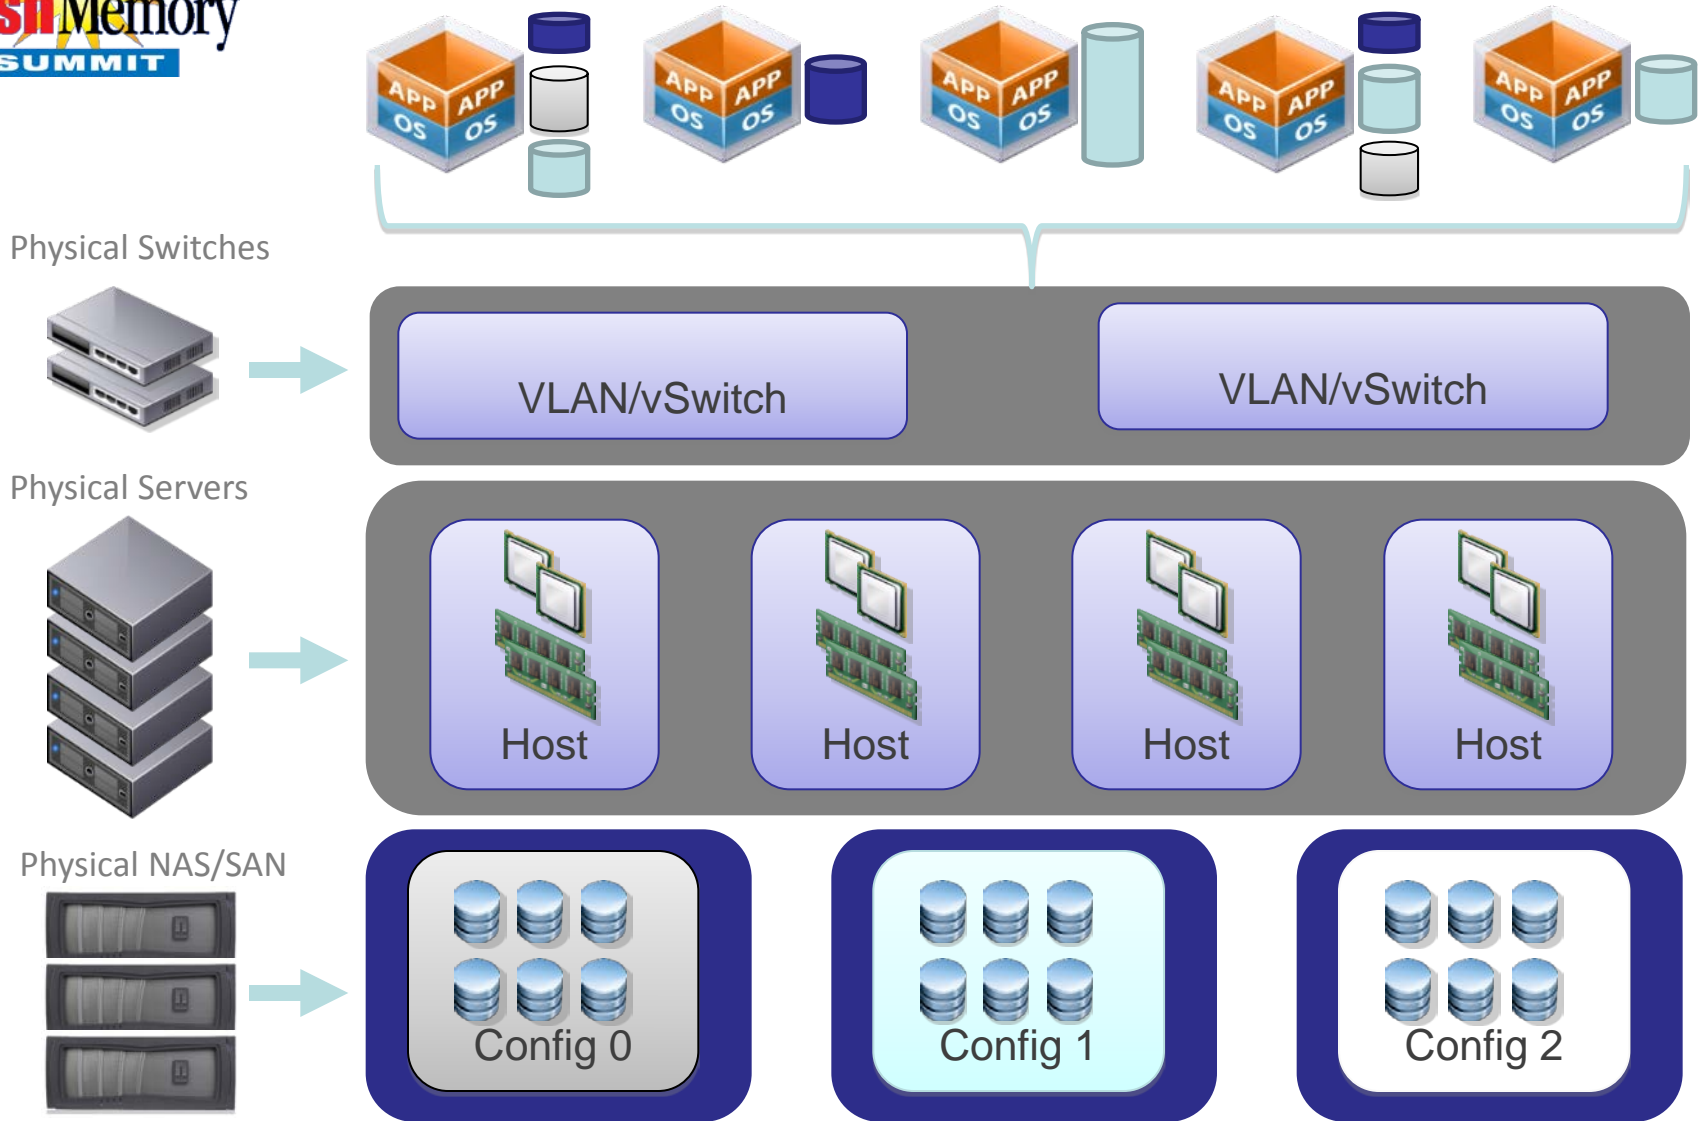 Memory
SUMMIT
APP APP
OS OS
APP APP
OS OS
APP APP
OS OS
APP APP
OS OS
APP APP
OS OS
Physical Switches
VLAN/vSwitch
VLAN/vSwitch
Physical Servers
Host
Host
Host
Host
Physical NAS/SAN
Config 0
Config 1
Config 2